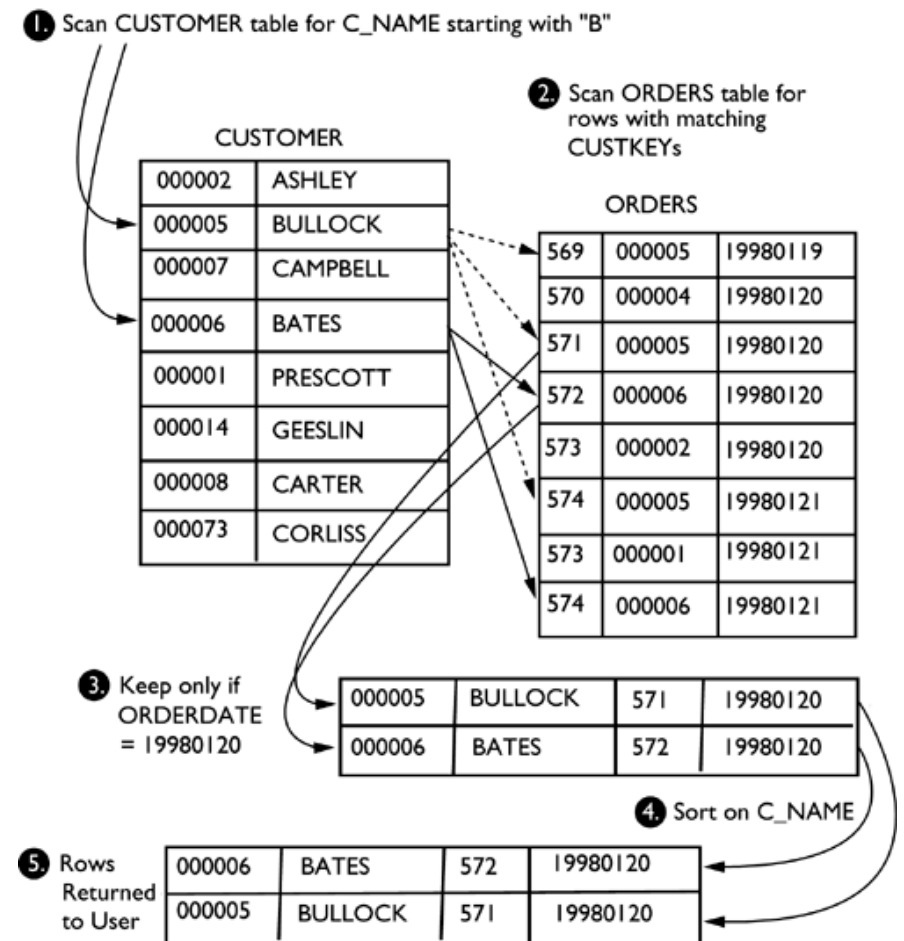 1. Scan CUSTOMER table for C_NAME starting with "B"
2. Scan ORDERS table for
rows with matching
CUSTKEYs
CUSTOMER
000002 ASHLEY
000005 BULLOCK
000007 CAMPBELL
000006 BATES
000001 PRESCOTT
000014 GEESLIN
000008 CARTER
000073 CORLISS
ORDERS
569 000005 19980119
570 000004 19980120
571 000005 19980120
572 000006 19980120
573 000002 19980120
574 000005 19980121
573 000001 19980121
574 000006 19980121
3. Keep only if
ORDERDATE
= 19980120
000005 BULLOCK 571 19980120
000006 BATES 572 19980120
4. Sort on C_NAME
5. Rows
Returned
to User
000006 BATES 572 19980120
000005 BULLOCK 571 19980120